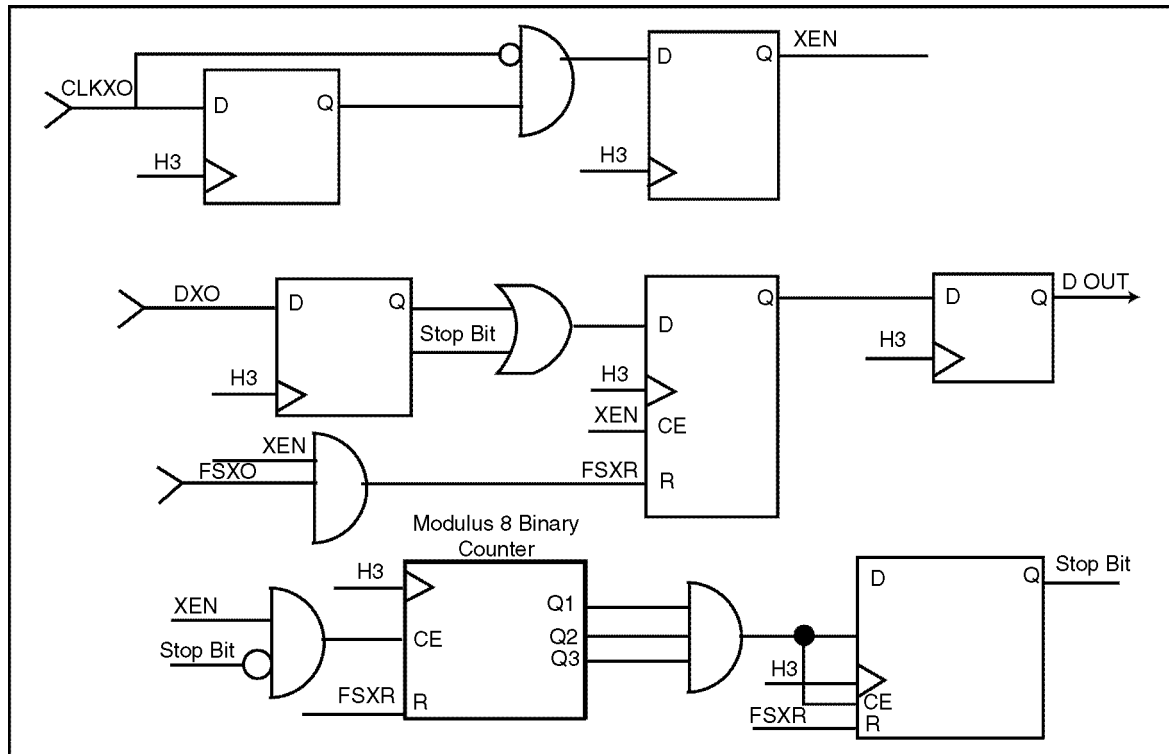 XEN
CLKXO
D
Q
D
Q
H3
H3
DXO
D
Q
Stop Bit
H3
D
Q
H3
XEN
CE
FSXR
R
D
Q
D OUT
H3
XEN
FSXO
Modulus 8 Binary
Counter
H3
XEN
Stop Bit
CE
FSXR
R
Q1
Q2
Q3
D
Q
Stop Bit
H3
CE
FSXR
R